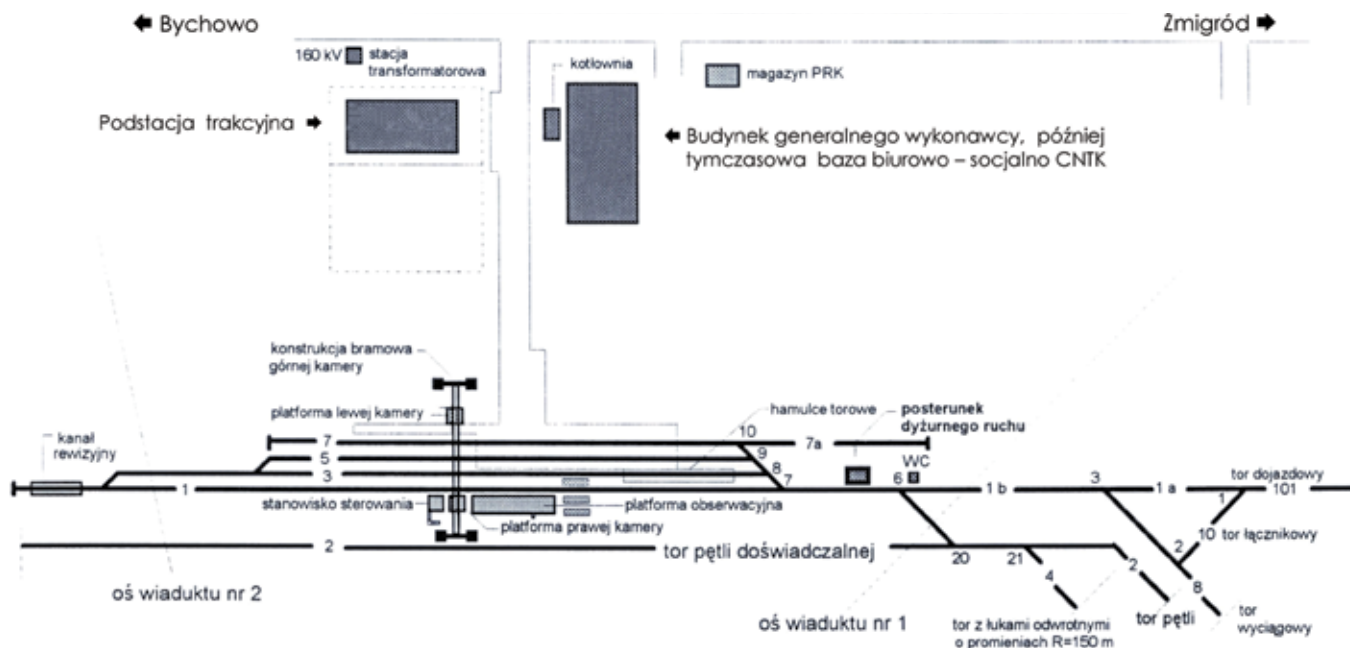 Bychowo
Żmigród
160 kV
stacja
transformatorowa
kotłownia
magazyn PRK
Podstacja trakcyjna
Budynek generalnego wykonawcy, później
tymczasowa baza biurowo – socjalno CNTK
konstrukcja bramowa
górnej kamery
platforma lewej kamery
hamulce torowe
posterunek
dyżurnego ruchu
kanał
rewizyjny
7
10
7a
5
9
WC
3
8
tor dojazdowy
1
7
6
1 b
3
1 a
1
101
stanowisko sterowania
platforma obserwacyjna
platforma prawej kamery
10 tor łącznikowy
2
tor pętli doświadczalnej
20
21
2
2
4
8
oś wiaduktu nr 2
oś wiaduktu nr 1
tor z łukami odwrotnymi
o promieniach R=150 m
tor pętli
tor
wyciągowy